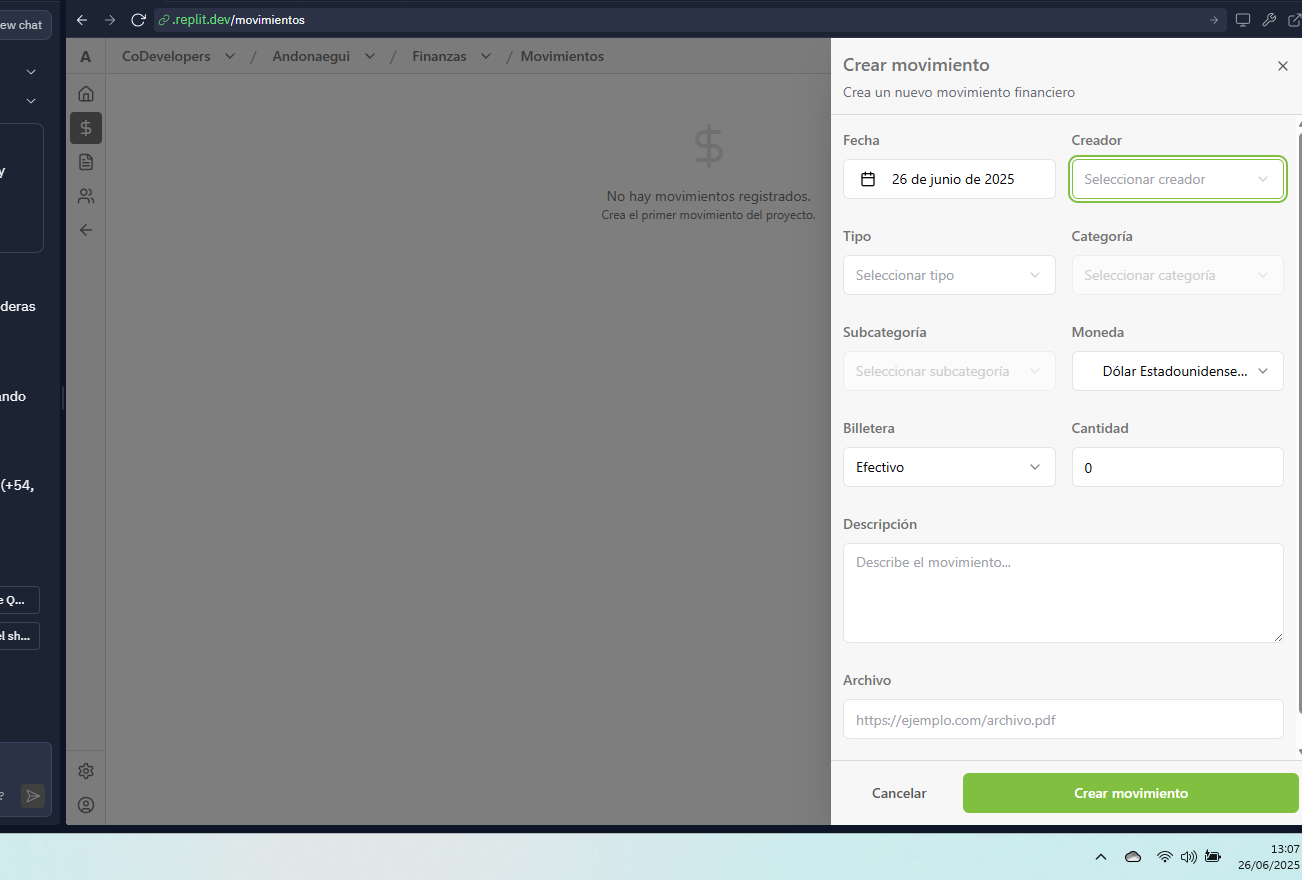 ew chat
.replit.dev/movimientos
A CoDevelopers / Andonaegui / Finanzas / Movimientos
y
deras
ando
(+54,
e Q...
el sh...
?
No hay movimientos registrados.
Crea el primer movimiento del proyecto.
Crear movimiento
Crea un nuevo movimiento financiero
Fecha Creador
26 de junio de 2025 Seleccionar creador
Tipo Categoría
Seleccionar tipo Seleccionar categoría
Subcategoría Moneda
Seleccionar subcategoría Dólar Estadounidense...
Billetera Cantidad
Efectivo 0
Descripción
Describe el movimiento...
Archivo
https://ejemplo.com/archivo.pdf
Cancelar Crear movimiento
13:07
26/06/2025